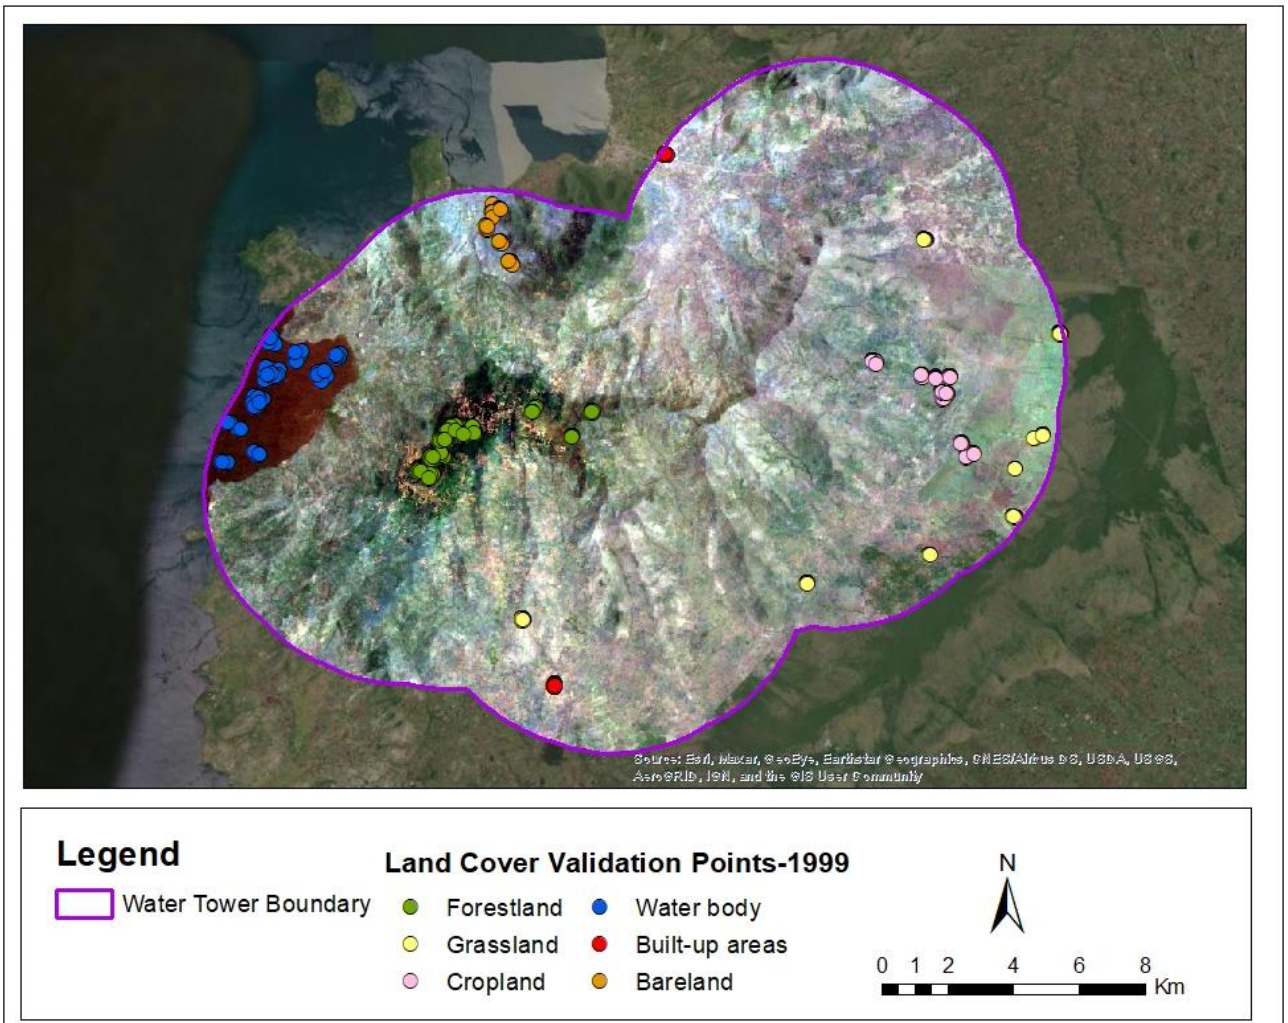 Source: Esri, Maxar, GeoEye, Earthstar Geographics, CNES/Airbus DS, USDA, USGS,
AeroGRID, IGN, and the GIS User Community
Legend
Water Tower Boundary
Land Cover Validation Points-1999
Forestland
Water body
Grassland
Built-up areas
Cropland
Bareland
N
0 1 2 4 6 8
Km